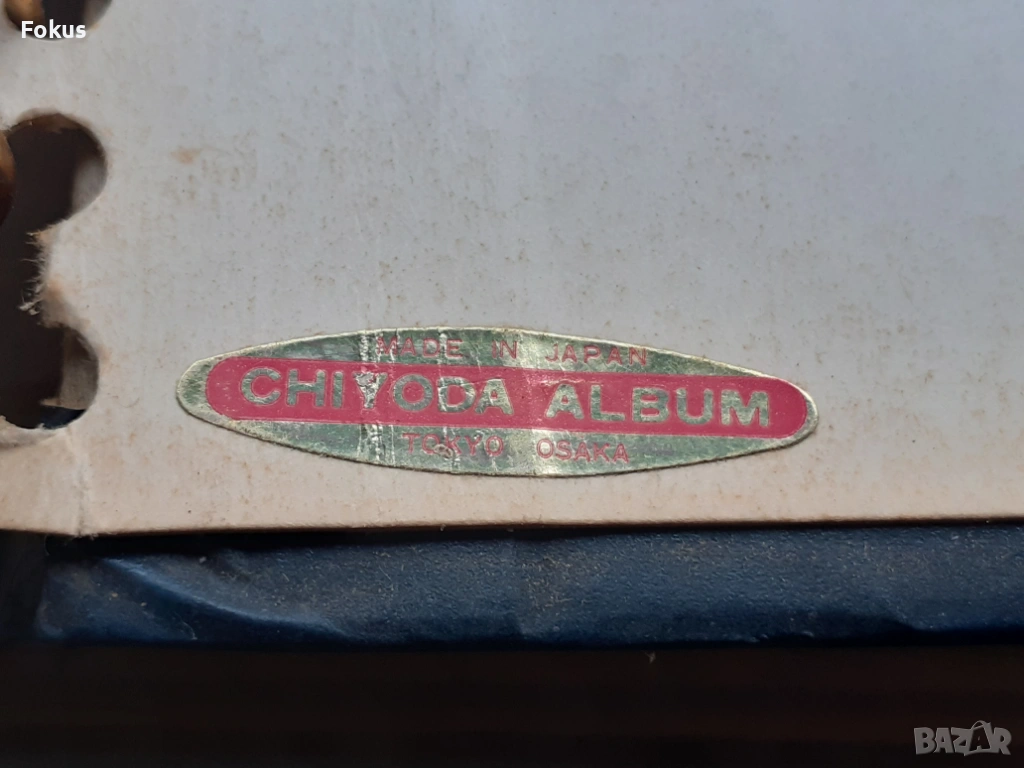 Fokus
MADE IN JAPAN
CHIYODA ALBUM
TOKYO OSAKA
BAZAR